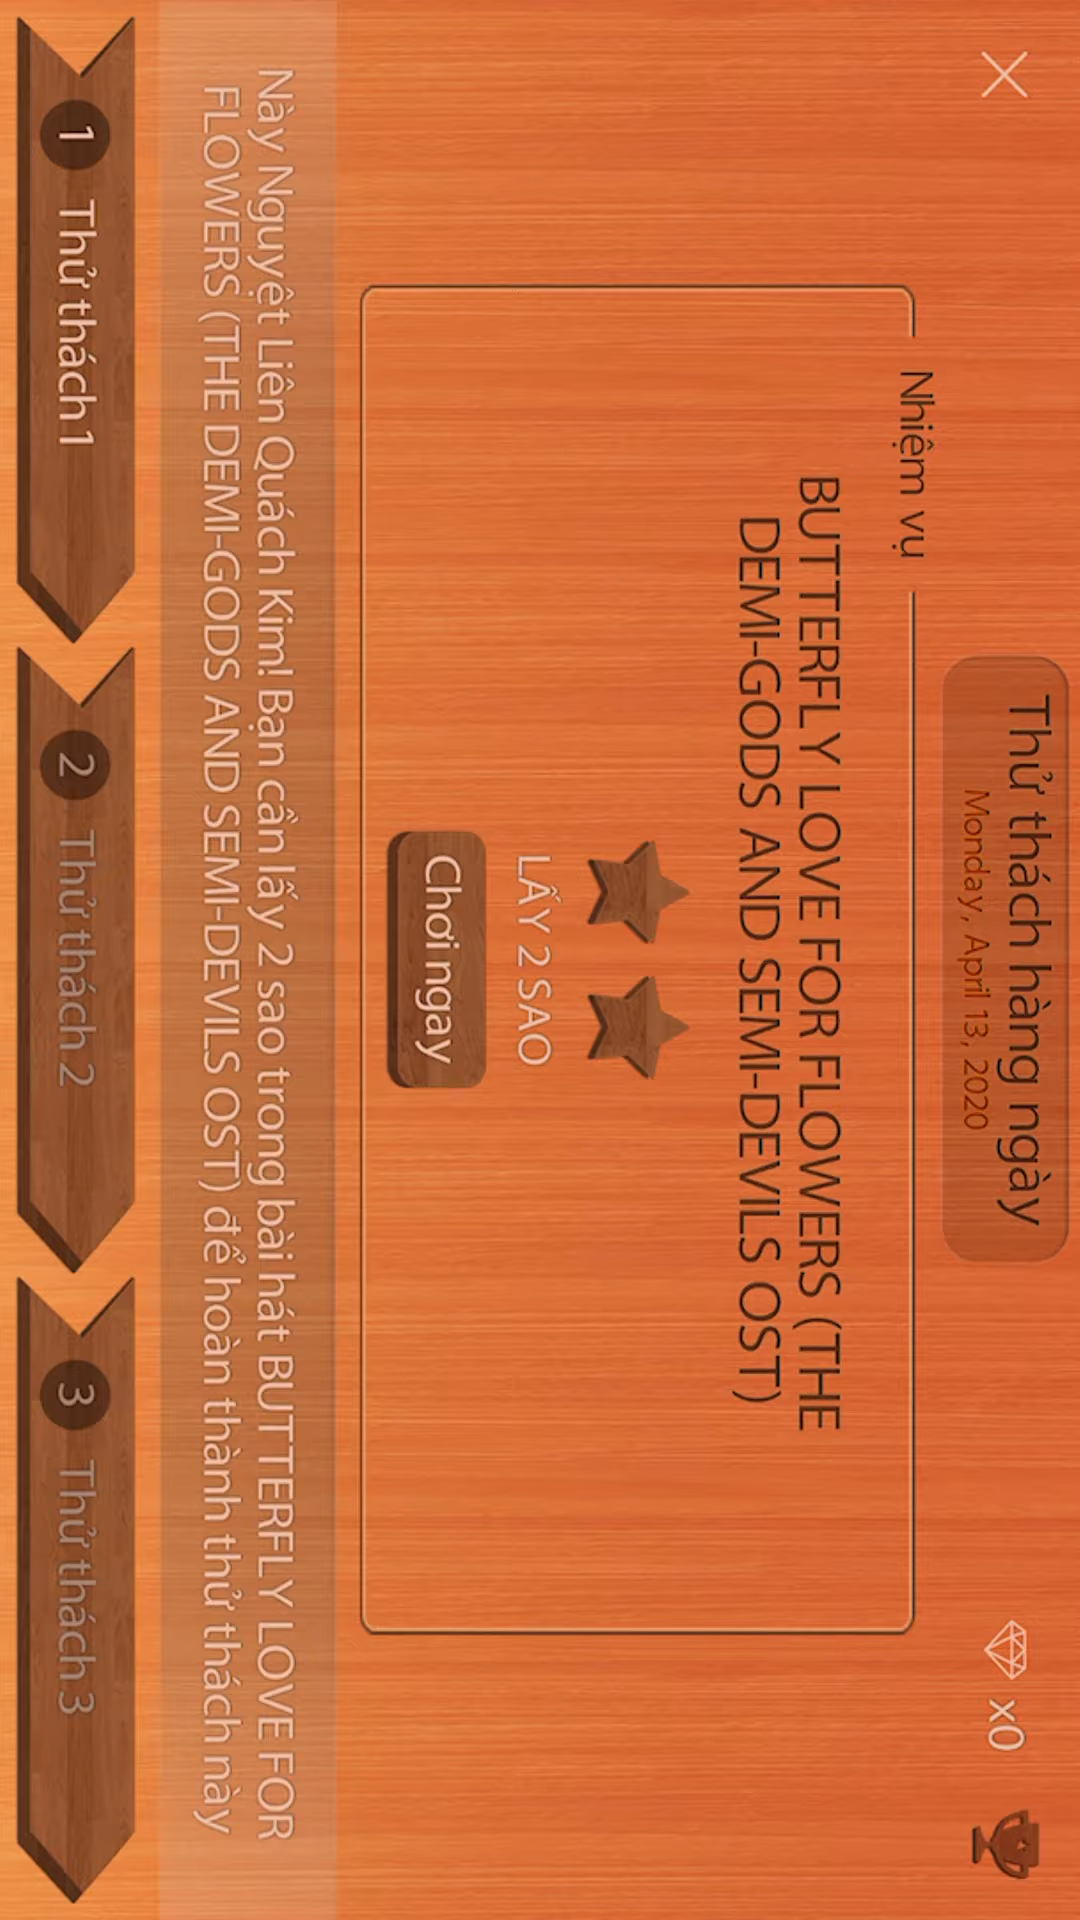 Thử thách hàng ngày
Monday, April 13, 2020
x0
Nhiệm vụ
BUTTERFLY LOVE FOR FLOWERS (THE
DEMI-GODS AND SEMI-DEVILS OST)
LẤY 2 SAO
Chơi ngay
Này Nguyệt Liên Quách Kim! Bạn cần lấy 2 sao trong bài hát BUTTERFLY LOVE FOR
FLOWERS (THE DEMI-GODS AND SEMI-DEVILS OST) để hoàn thành thử thách này
1 Thử thách 1
2 Thử thách 2
3 Thử thách 3